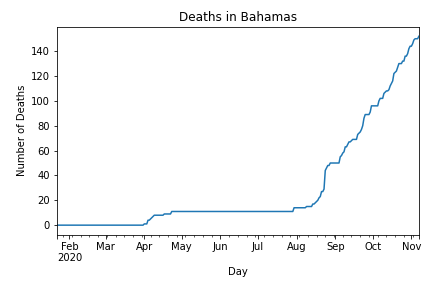 Deaths in Bahamas
Number of Deaths
140
120
100
80
60
40
20
0
Feb Mar Apr May Jun Jul Aug Sep Oct Nov
2020
Day